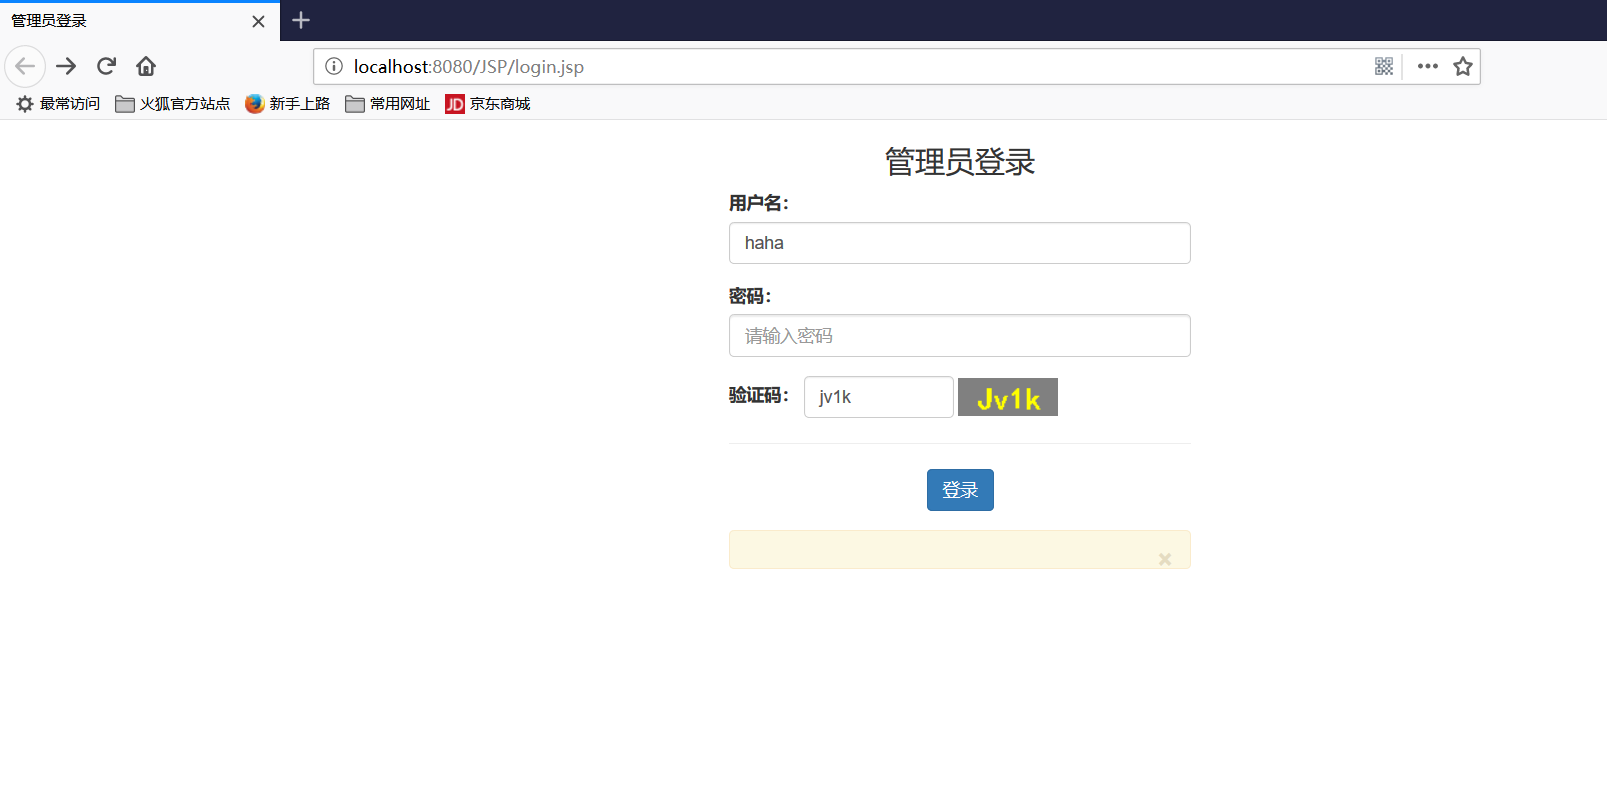 管理员登录
localhost:8080/JSP/login.jsp
最常访问 火狐官方站点 新手上路 常用网址 JD 京东商城
管理员登录
用户名：
haha
密码：
请输入密码
验证码： jv1k Jv1k
登录
×